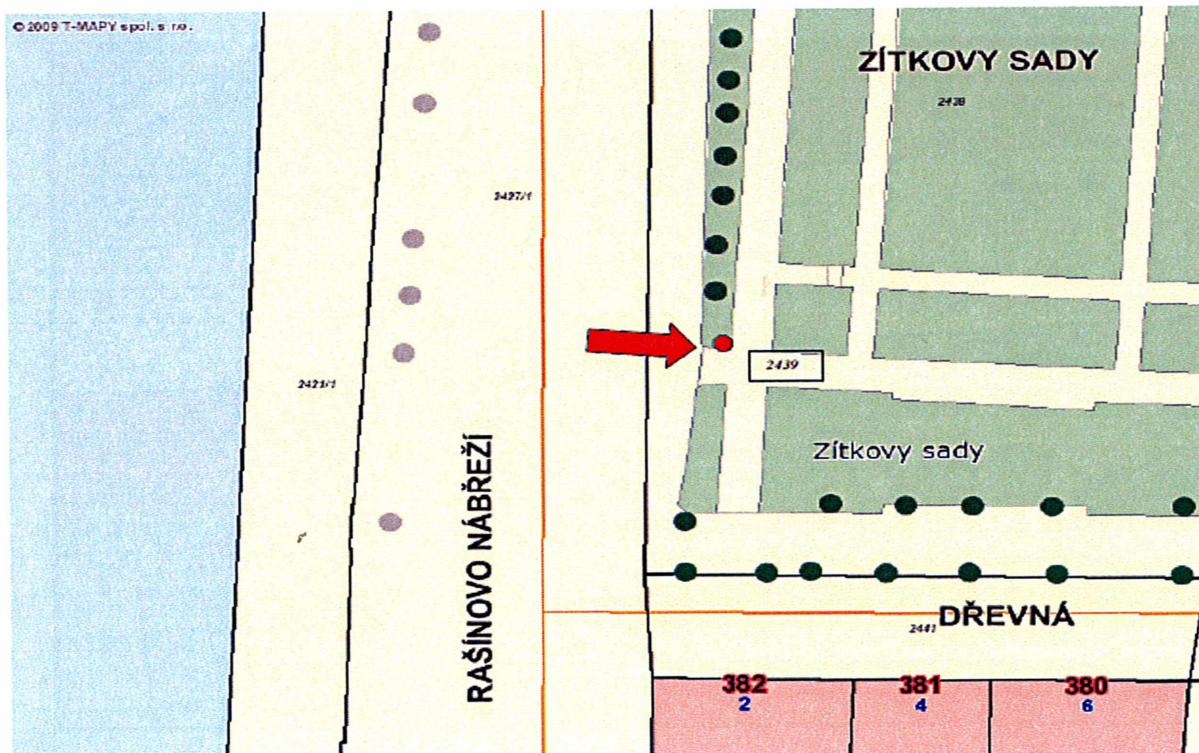 © 2009 T-MAPY spol. s r.o.
ZÍTKOVY SADY
2438
2427/1
2439
2421/1
Zítkovy sady
RAŠÍNOVO NÁBŘEŽÍ
DŘEVNÁ
2441
382
381
380
2
4
6